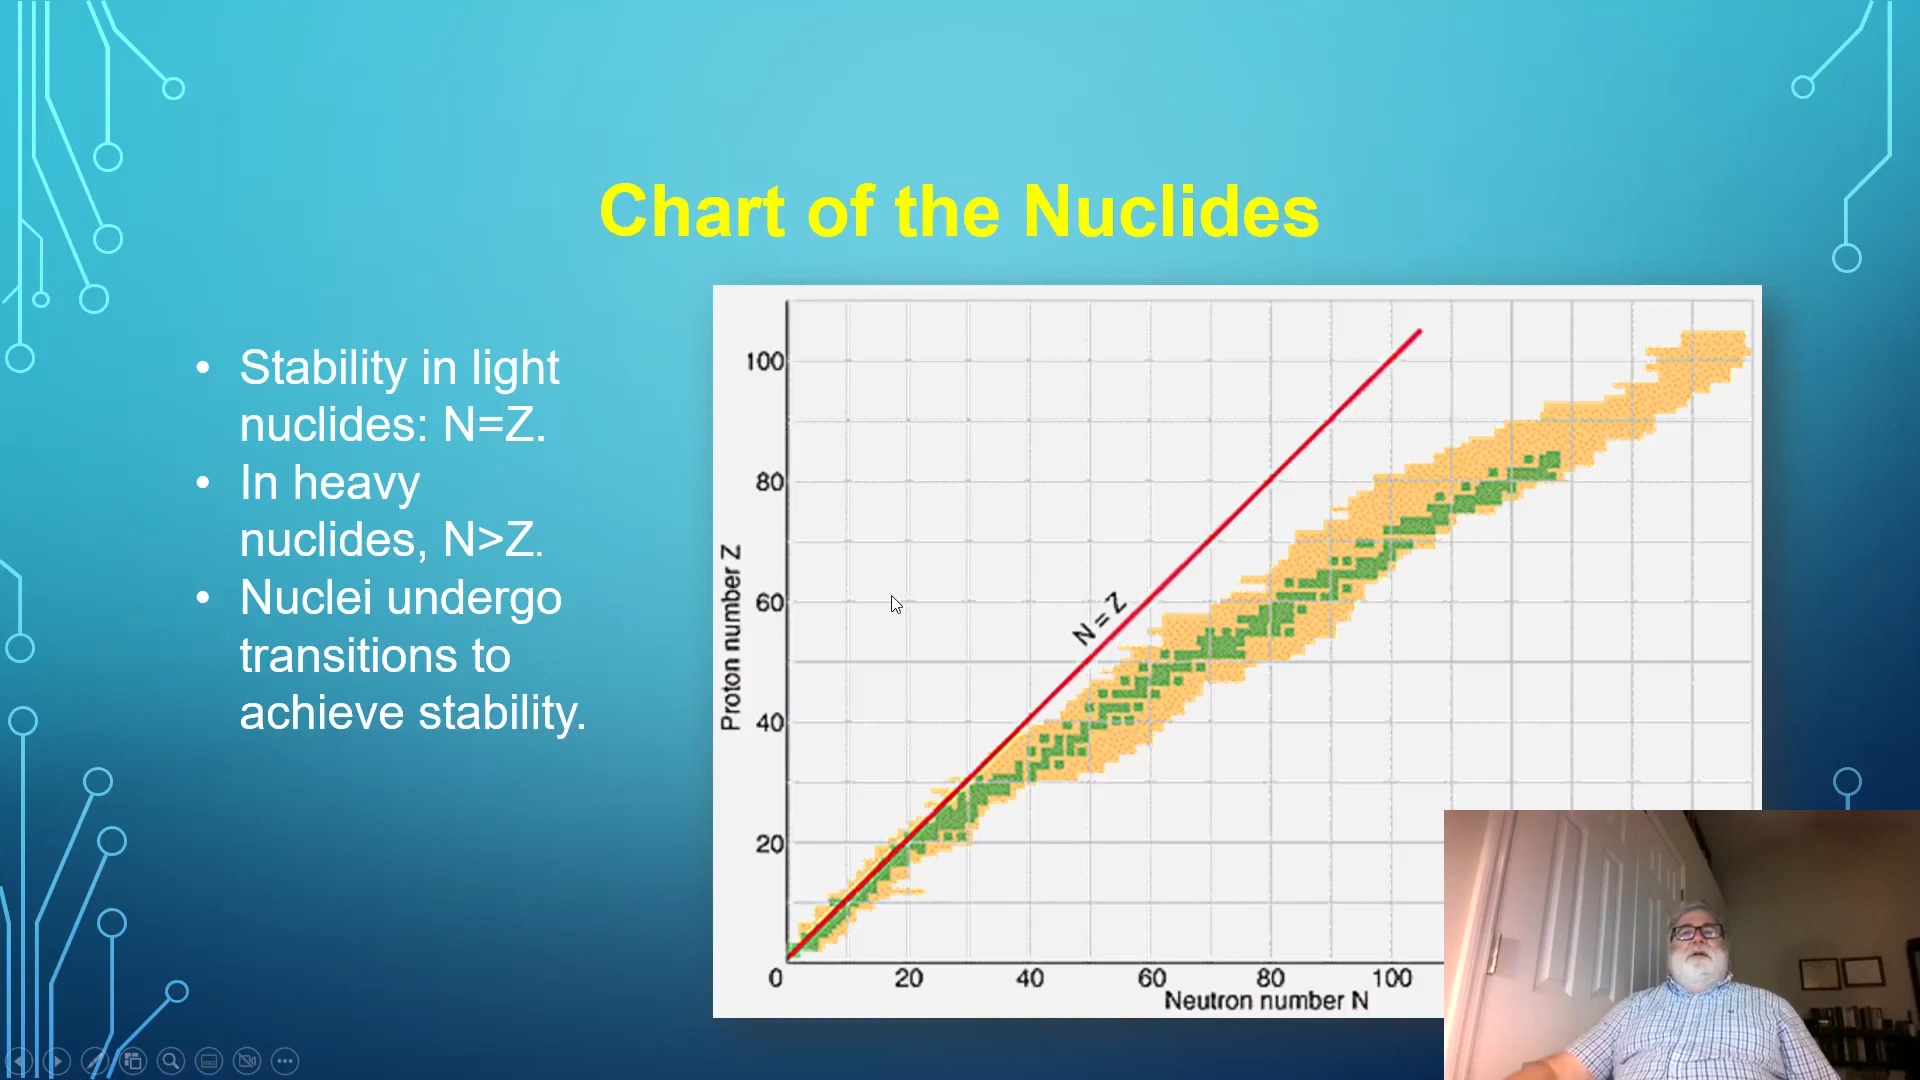 Chart of the Nuclides
• Stability in light
nuclides: N=Z.
• In heavy
nuclides, N>Z.
• Nuclei undergo
transitions to
achieve stability.
100
80
60
40
20
Proton number Z
N = Z
0 20 40 60 80 100
Neutron number N